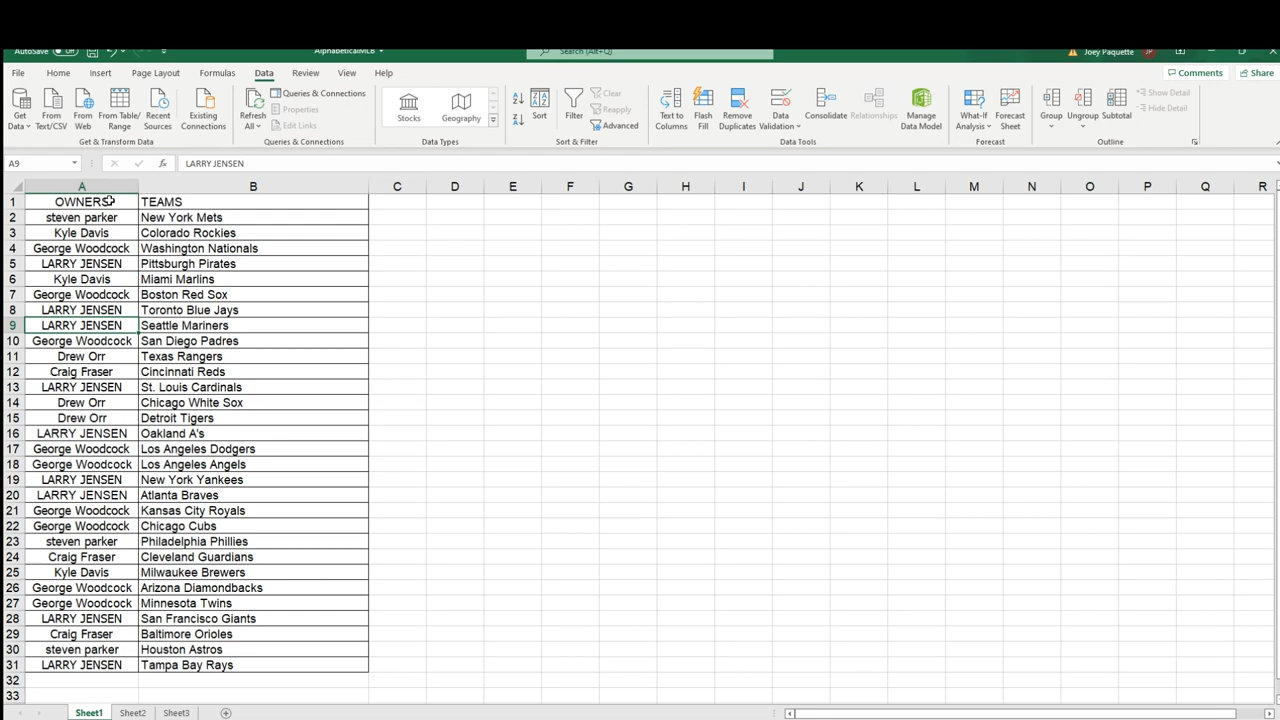 AutoSave Off AlphabeticalMLB Search (Alt+Q) Joey Paquette JP
File Home Insert Page Layout Formulas Data Review View Help Comments Share
Get Data From Text/CSV From Web From Table/Range Recent Sources Existing Connections
Get & Transform Data
Refresh All Queries & Connections Properties Edit Links
Queries & Connections
Stocks Geography
Data Types
Sort Filter Clear Reapply Advanced
Sort & Filter
Text to Columns Flash Fill Remove Duplicates Data Validation Consolidate Relationships Manage Data Model
Data Tools
What-If Analysis Forecast Sheet
Forecast
Group Ungroup Subtotal Show Detail Hide Detail
Outline
A9 fx LARRY JENSEN
A B C D E F G H I J K L M N O P Q R
1 OWNERS TEAMS
2 steven parker New York Mets
3 Kyle Davis Colorado Rockies
4 George Woodcock Washington Nationals
5 LARRY JENSEN Pittsburgh Pirates
6 Kyle Davis Miami Marlins
7 George Woodcock Boston Red Sox
8 LARRY JENSEN Toronto Blue Jays
9 LARRY JENSEN Seattle Mariners
10 George Woodcock San Diego Padres
11 Drew Orr Texas Rangers
12 Craig Fraser Cincinnati Reds
13 LARRY JENSEN St. Louis Cardinals
14 Drew Orr Chicago White Sox
15 Drew Orr Detroit Tigers
16 LARRY JENSEN Oakland A's
17 George Woodcock Los Angeles Dodgers
18 George Woodcock Los Angeles Angels
19 LARRY JENSEN New York Yankees
20 LARRY JENSEN Atlanta Braves
21 George Woodcock Kansas City Royals
22 George Woodcock Chicago Cubs
23 steven parker Philadelphia Phillies
24 Craig Fraser Cleveland Guardians
25 Kyle Davis Milwaukee Brewers
26 George Woodcock Arizona Diamondbacks
27 George Woodcock Minnesota Twins
28 LARRY JENSEN San Francisco Giants
29 Craig Fraser Baltimore Orioles
30 steven parker Houston Astros
31 LARRY JENSEN Tampa Bay Rays
32
33
Sheet1 Sheet2 Sheet3